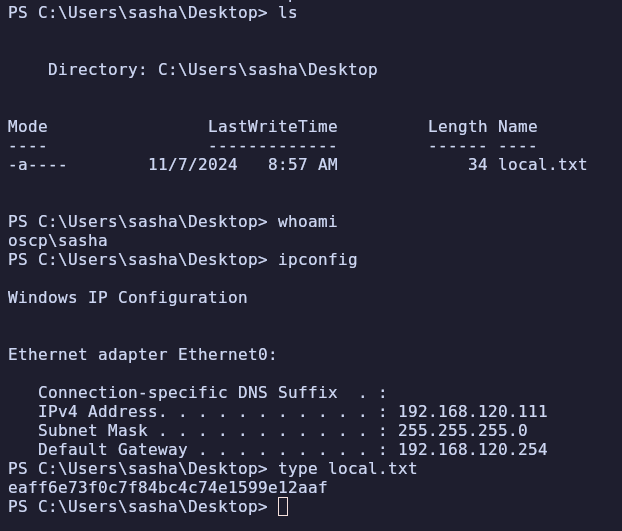 PS C:\Users\sasha\Desktop> ls
Directory: C:\Users\sasha\Desktop
Mode                LastWriteTime         Length Name
----                -------------         ------ ----
-a----        11/7/2024   8:57 AM             34 local.txt
PS C:\Users\sasha\Desktop> whoami
oscp\sasha
PS C:\Users\sasha\Desktop> ipconfig
Windows IP Configuration
Ethernet adapter Ethernet0:
   Connection-specific DNS Suffix  . :
   IPv4 Address. . . . . . . . . . . : 192.168.120.111
   Subnet Mask . . . . . . . . . . . : 255.255.255.0
   Default Gateway . . . . . . . . . : 192.168.120.254
PS C:\Users\sasha\Desktop> type local.txt
eaff6e73f0c7f84bc4c74e1599e12aaf
PS C:\Users\sasha\Desktop>